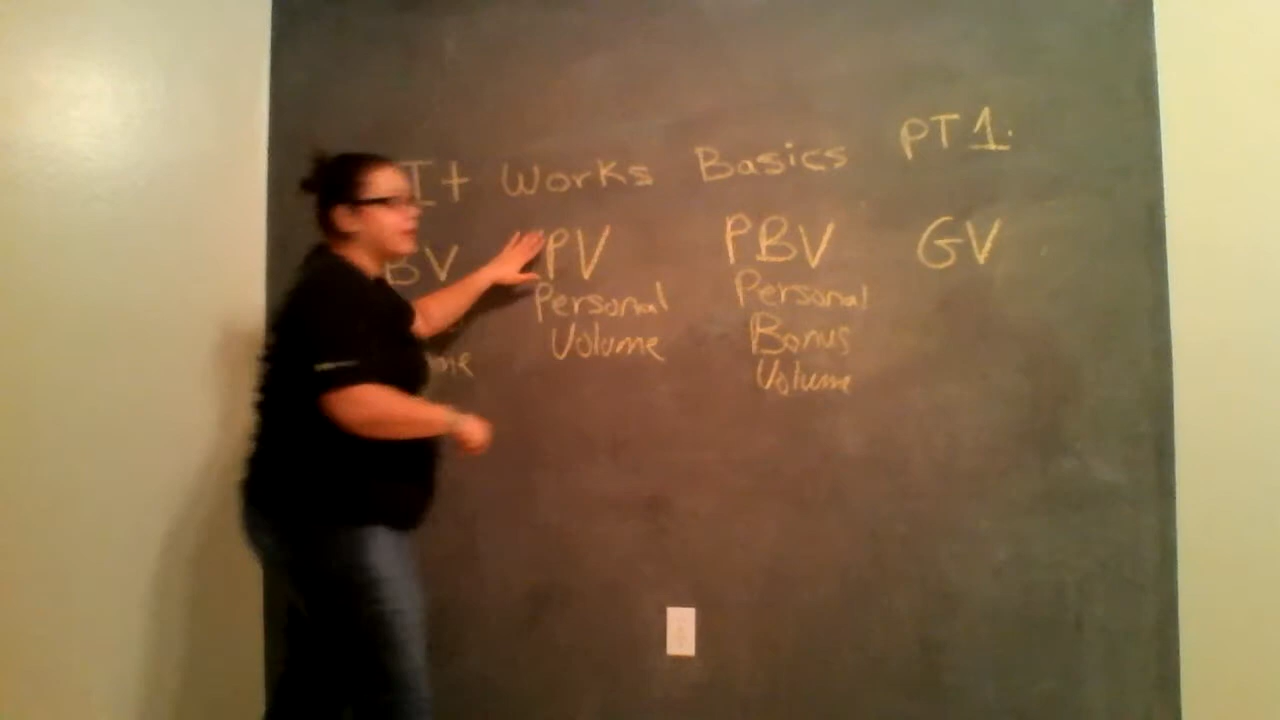 It Works Basics PT 1.
BV PV PBV GV
Personal Volume
Personal Bonus Volume